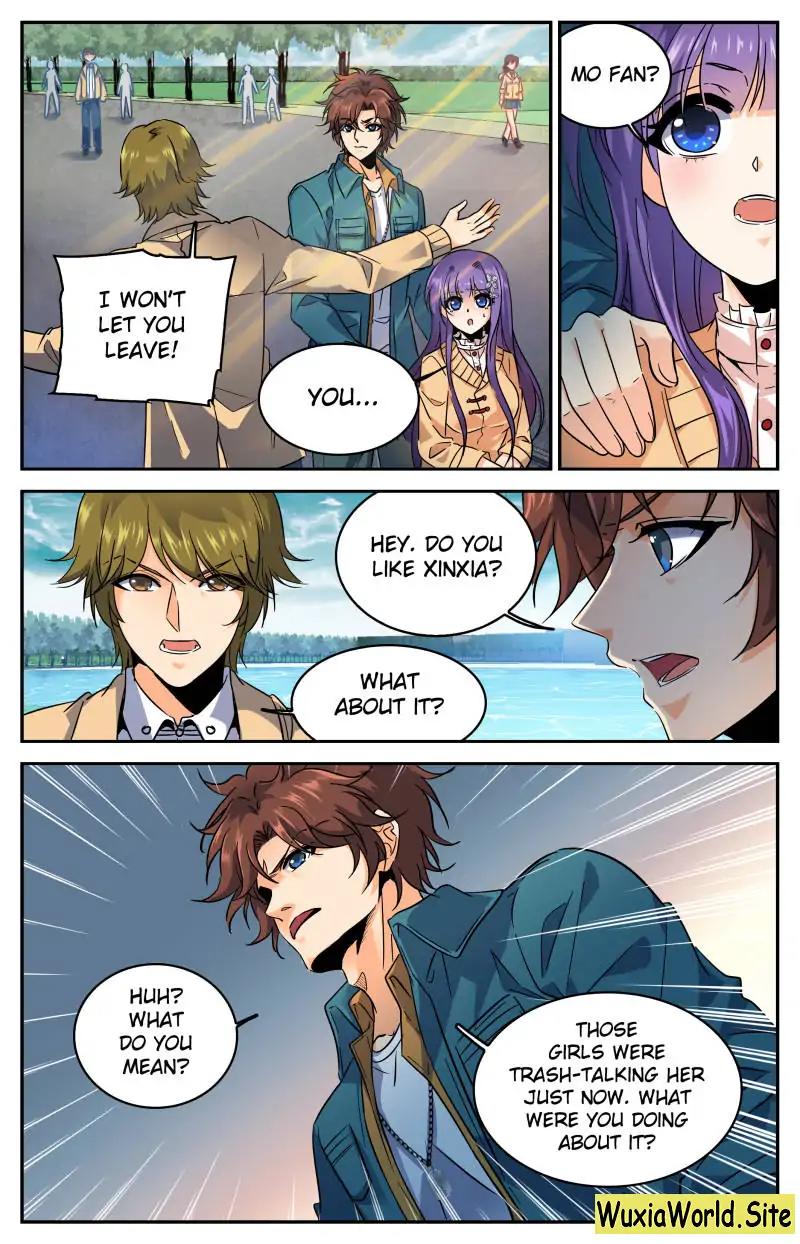 I WON'T
LET YOU
LEAVE!
YOU...
MO FAN?
HEY. DO YOU
LIKE XINXIA?
WHAT
ABOUT IT?
HUH?
WHAT
DO YOU
MEAN?
THOSE
GIRLS WERE
TRASH-TALKING HER
JUST NOW. WHAT
WERE YOU DOING
ABOUT IT?
WuxiaWorld.Site